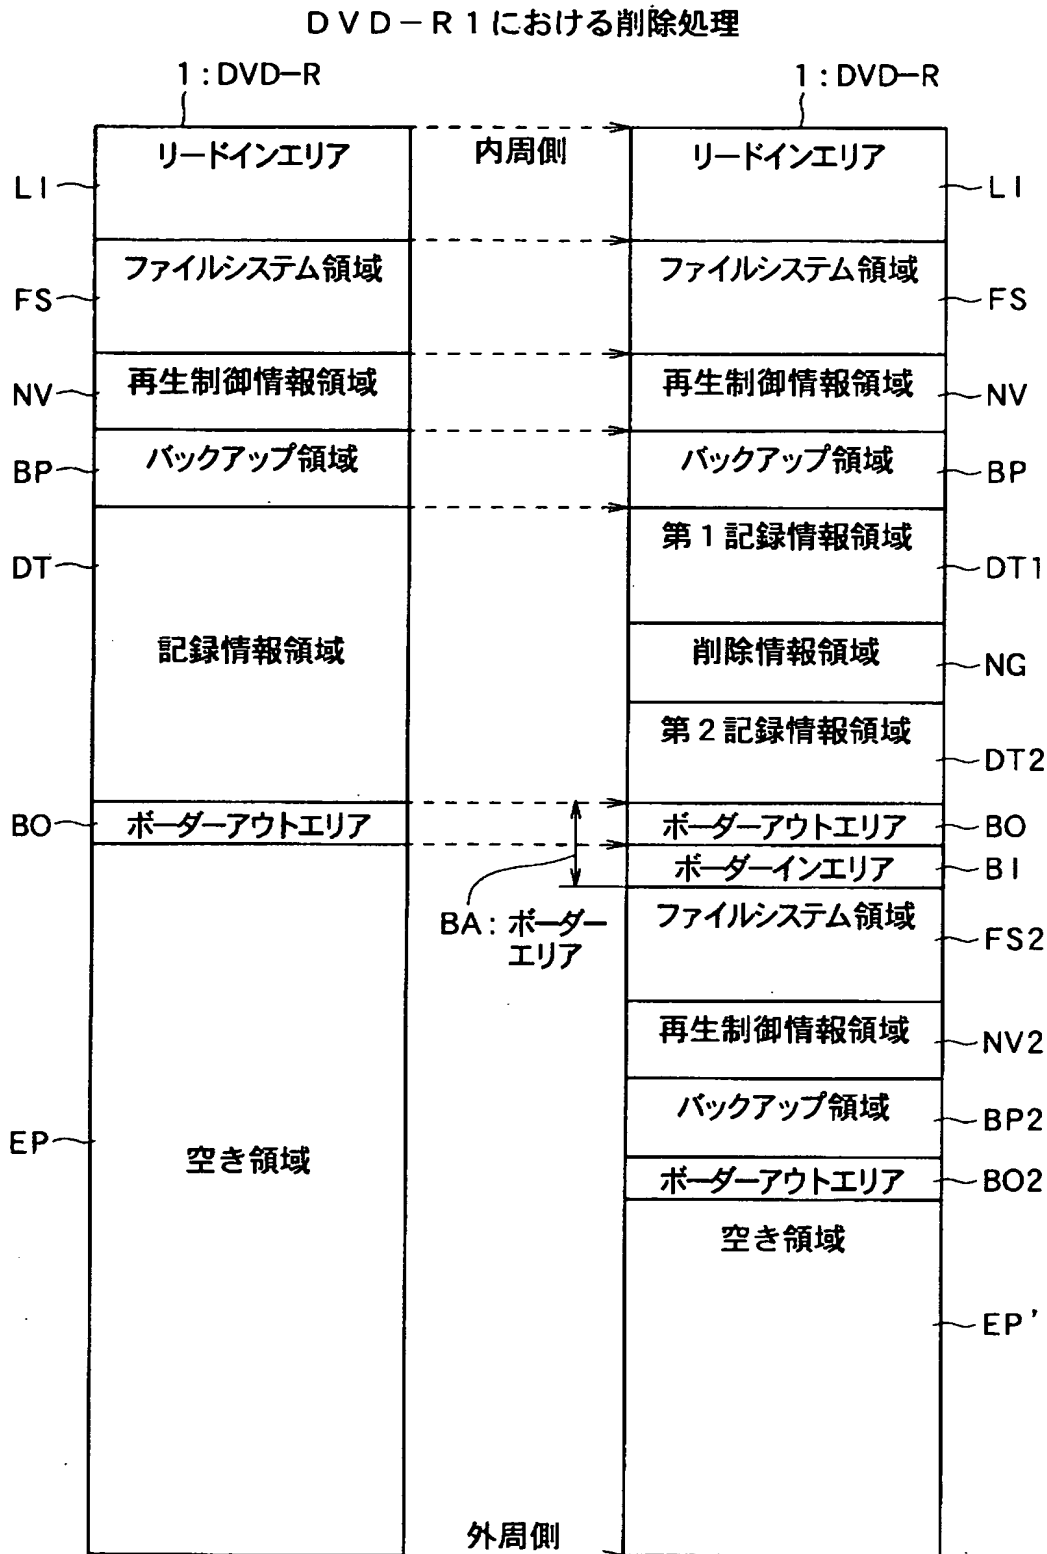 DVD-R1における削除処理
1:DVD-R
1:DVD-R
リードインエリア
内周側
リードインエリア
LI
LI
ファイルシステム領域
ファイルシステム領域
FS
FS
再生制御情報領域
再生制御情報領域
NV
NV
バックアップ領域
バックアップ領域
BP
BP
第1記録情報領域
DT
DT1
記録情報領域
削除情報領域
NG
第2記録情報領域
DT2
BO
ボーダーアウトエリア
ボーダーアウトエリア
BO
ボーダーインエリア
BI
BA:ボーダー
エリア
ファイルシステム領域
FS2
再生制御情報領域
NV2
バックアップ領域
BP2
EP
空き領域
ボーダーアウトエリア
BO2
空き領域
EP'
外周側